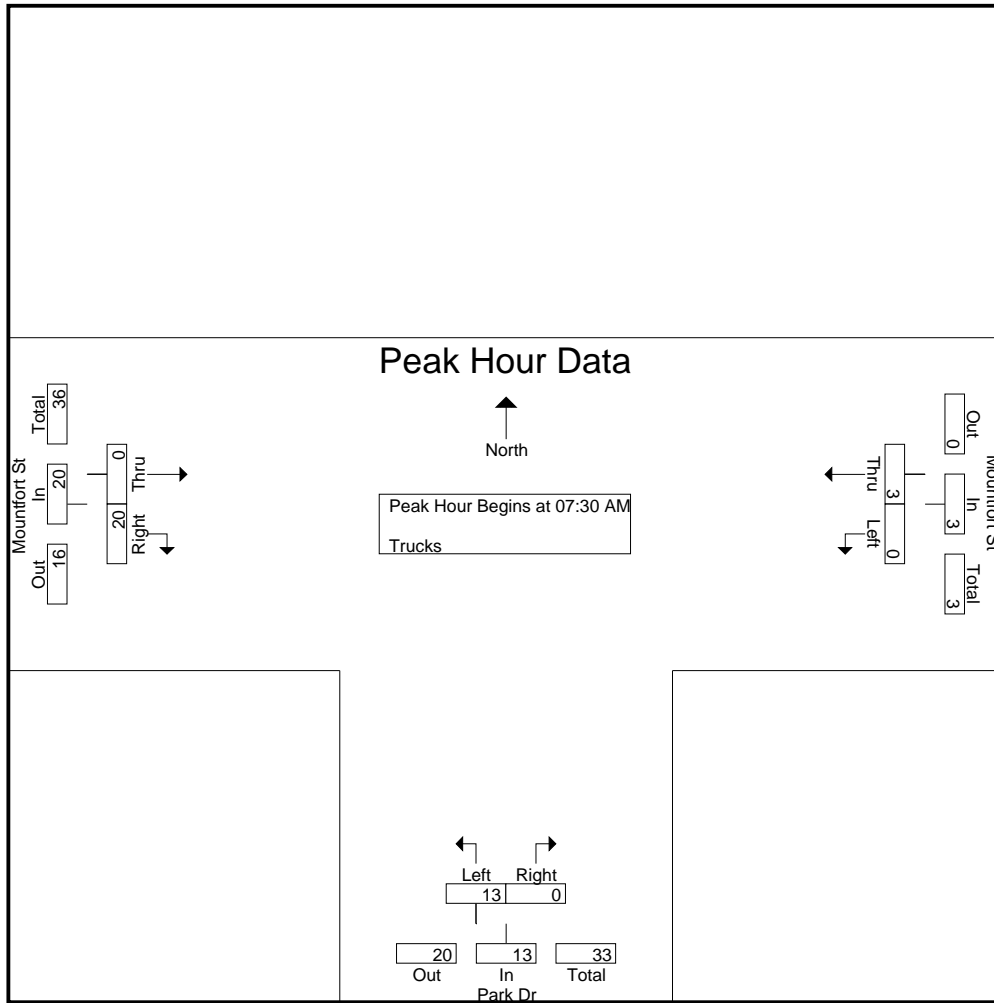 Peak Hour Data
North
Peak Hour Begins at 07:30 AM
Trucks
Mountfort St
Total
36
In
20
Out
16
Thru
0
Right
20
Mountfort St
Out
0
In
3
Total
3
Thru
3
Left
0
Left Right
13 0
20 13 33
Out In Total
Park Dr